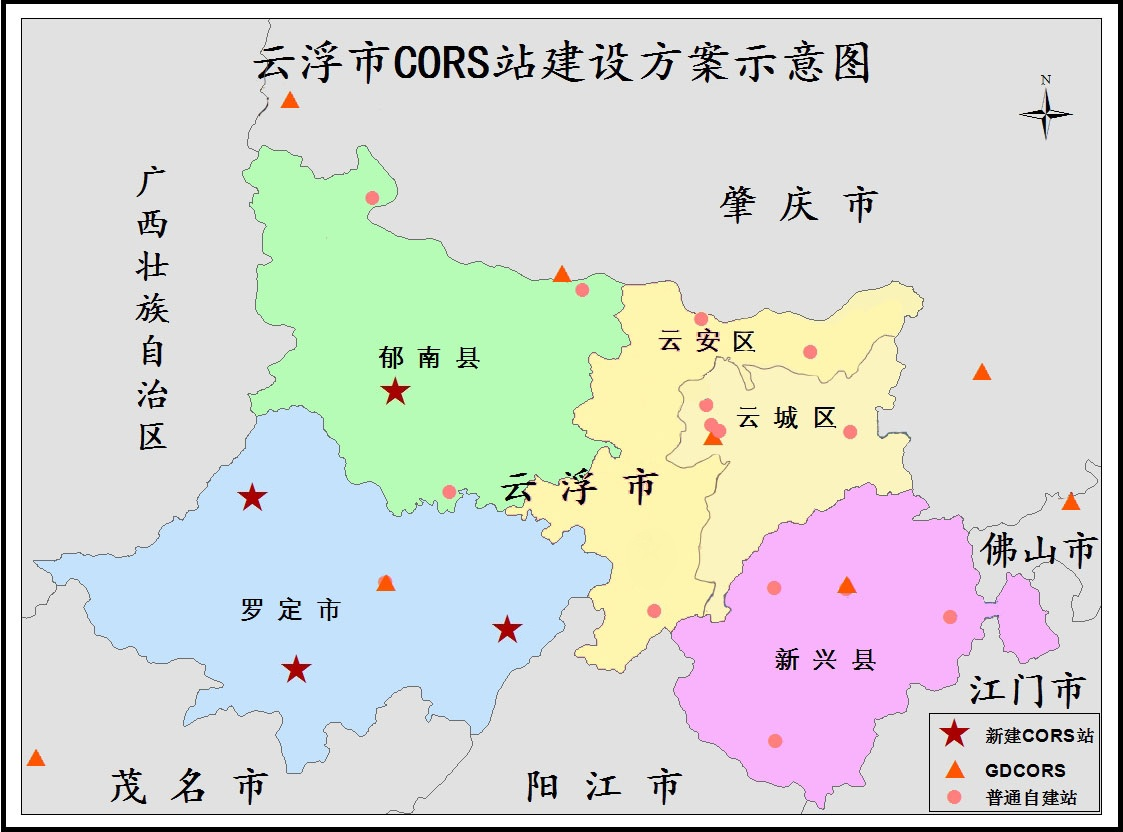 云浮市CORS站建设方案示意图
N
广西壮族自治区
肇庆市
云安区
郁南县
云城区
云浮市
佛山市
罗定市
新兴县
江门市
茂名市
阳江市
新建CORS站
GDCORS
普通自建站